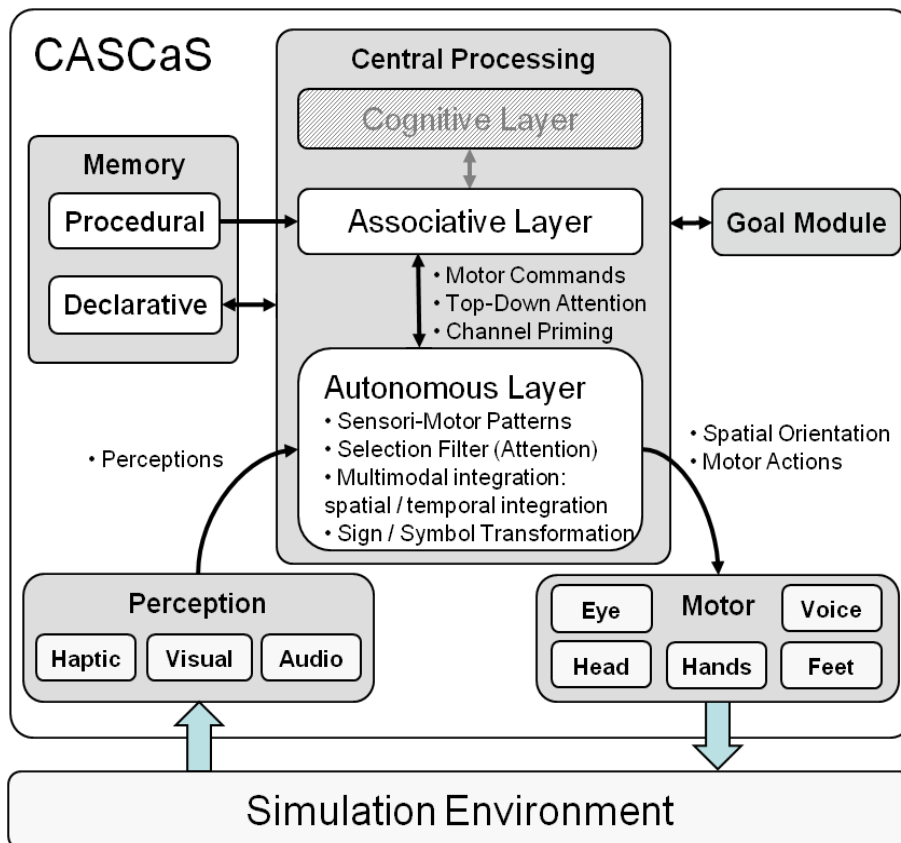 CASCaS
Central Processing
Cognitive Layer
Memory
Procedural
Declarative
Associative Layer
Goal Module
• Motor Commands
• Top-Down Attention
• Channel Priming
Autonomous Layer
• Sensori-Motor Patterns
• Selection Filter (Attention)
• Multimodal integration:
spatial / temporal integration
• Sign / Symbol Transformation
• Perceptions
• Spatial Orientation
• Motor Actions
Perception
Haptic
Visual
Audio
Eye
Motor
Voice
Head
Hands
Feet
Simulation Environment